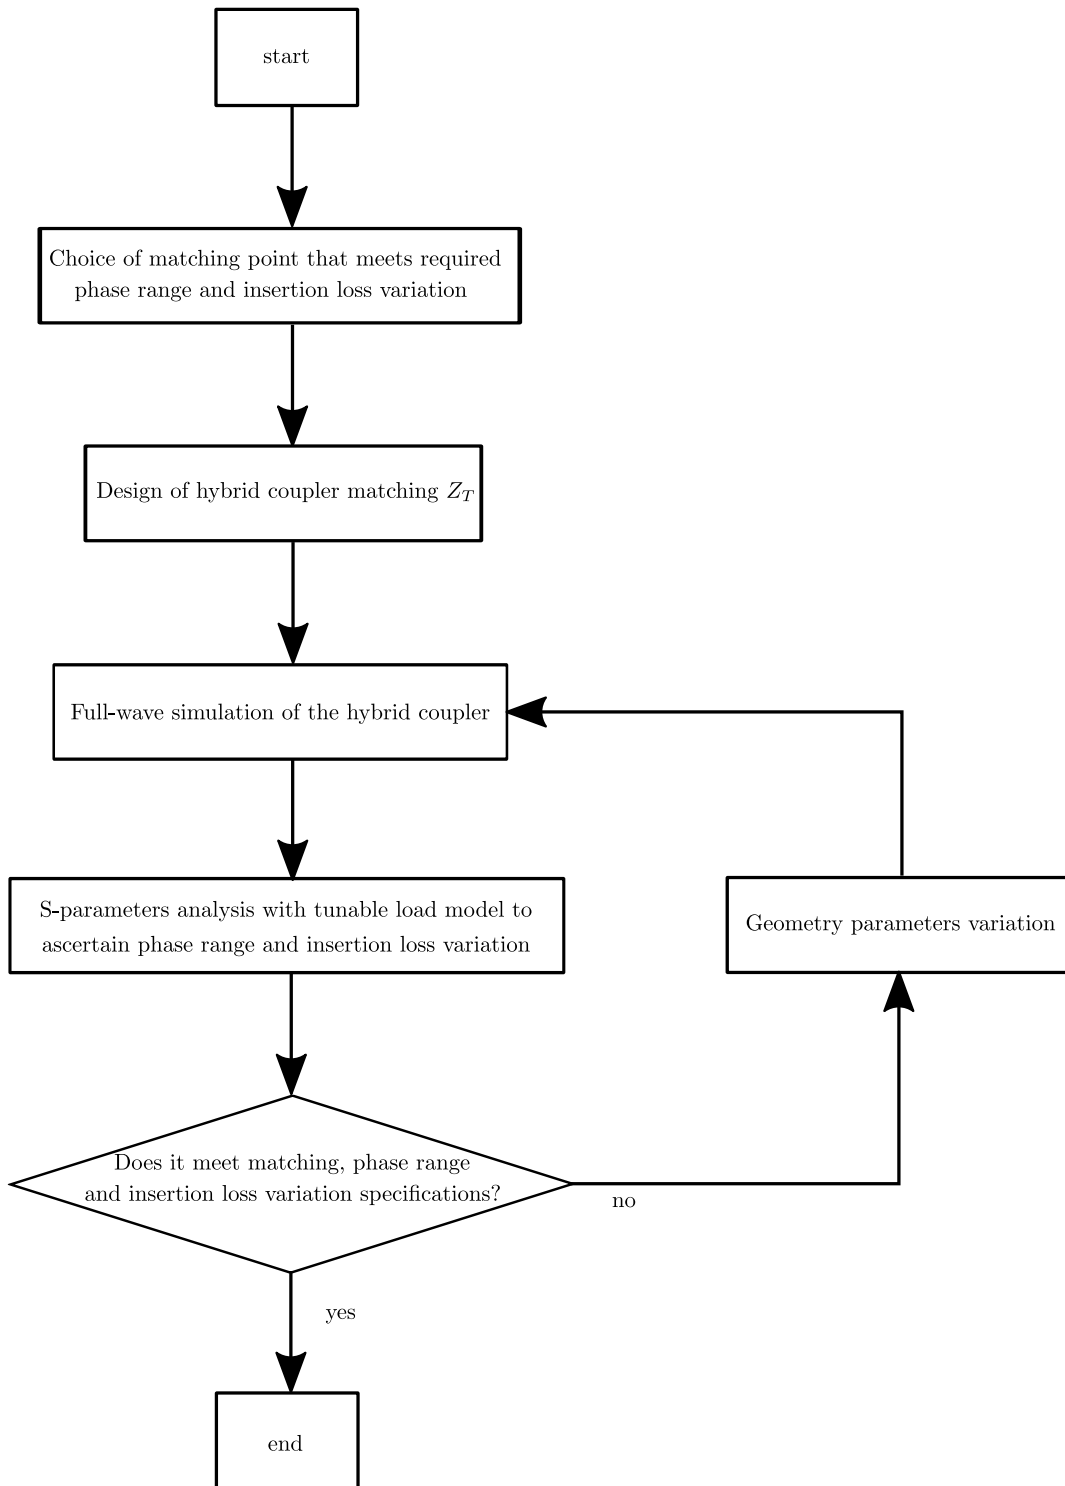 start
Choice of matching point that meets required
phase range and insertion loss variation
Design of hybrid coupler matching Z_T
Full-wave simulation of the hybrid coupler
S-parameters analysis with tunable load model to
ascertain phase range and insertion loss variation
Geometry parameters variation
Does it meet matching, phase range
and insertion loss variation specifications?
no
yes
end